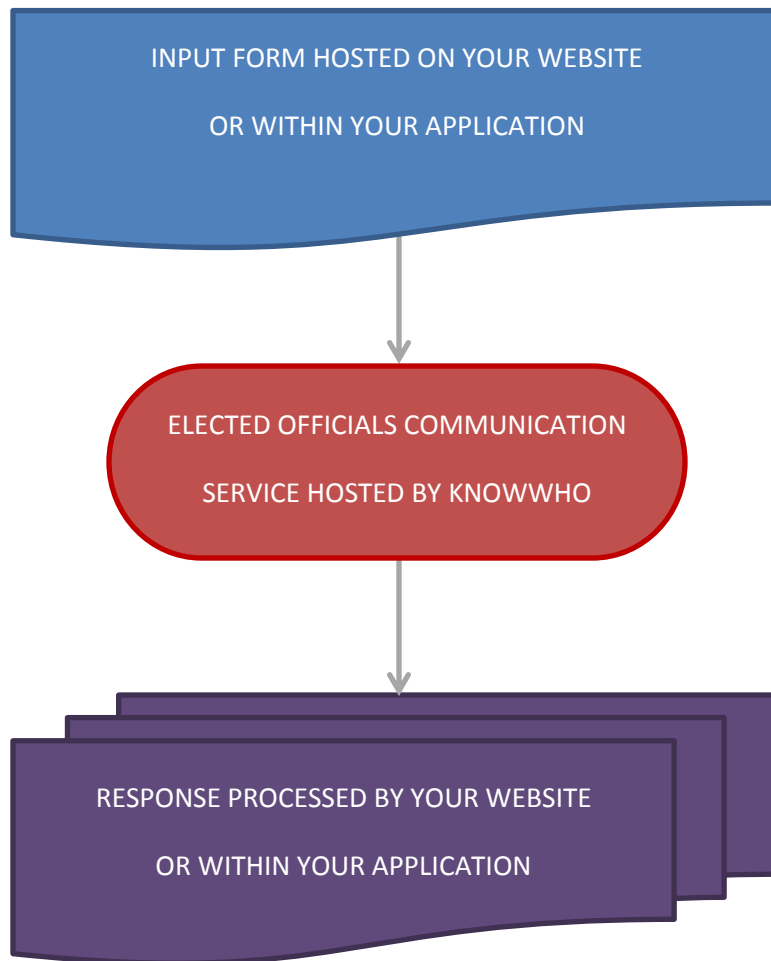 INPUT FORM HOSTED ON YOUR WEBSITE
OR WITHIN YOUR APPLICATION
ELECTED OFFICIALS COMMUNICATION
SERVICE HOSTED BY KNOWWHO
RESPONSE PROCESSED BY YOUR WEBSITE
OR WITHIN YOUR APPLICATION